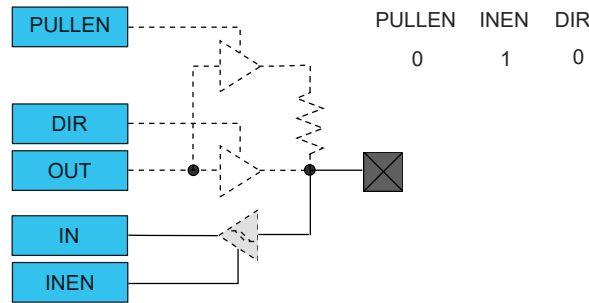 PULLEN
DIR
OUT
IN
INEN
PULLEN INEN DIR
0 1 0